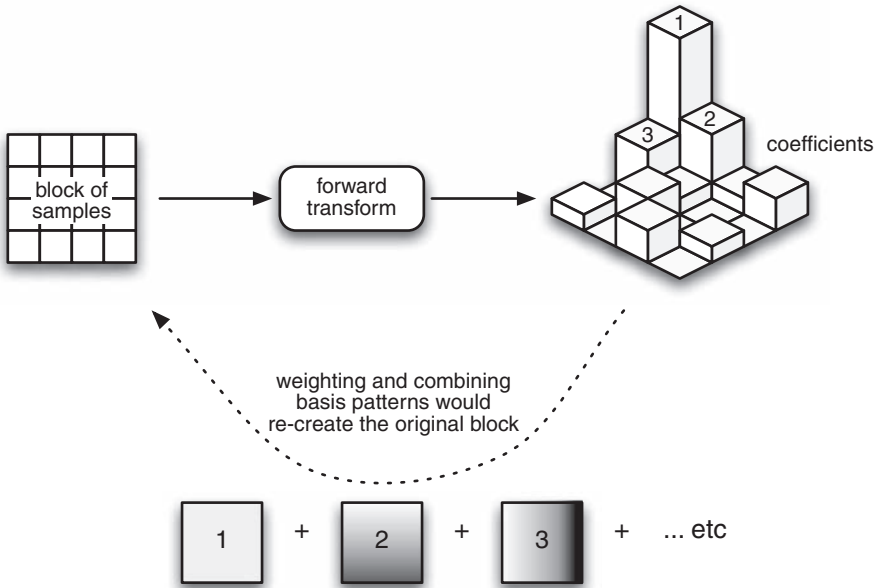 1
2
3
coefficients
block of
samples
forward
transform
weighting and combining
basis patterns would
re-create the original block
1 + 2 + 3 + ... etc